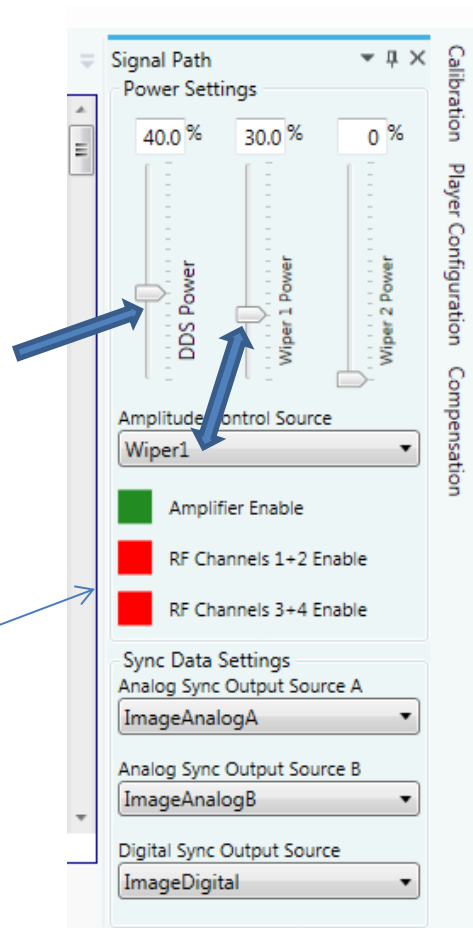 Signal Path
Power Settings
40.0 % 30.0 % 0 %
DDS Power
Wiper 1 Power
Wiper 2 Power
Amplitude Control Source
Wiper1
Amplifier Enable
RF Channels 1+2 Enable
RF Channels 3+4 Enable
Sync Data Settings
Analog Sync Output Source A
ImageAnalogA
Analog Sync Output Source B
ImageAnalogB
Digital Sync Output Source
ImageDigital
Calibration
Player Configuration
Compensation